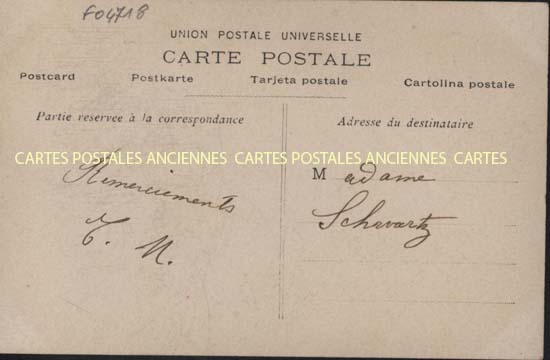 F04718
UNION POSTALE UNIVERSELLE
CARTE POSTALE
Postcard Postkarte Tarjeta postale Cartolina postale
Partie reservee à la correspondance
Adresse du destinataire
CARTES POSTALES ANCIENNES CARTES POSTALES ANCIENNES CARTES
Remerciements
T. N.
Madame
Schwartz